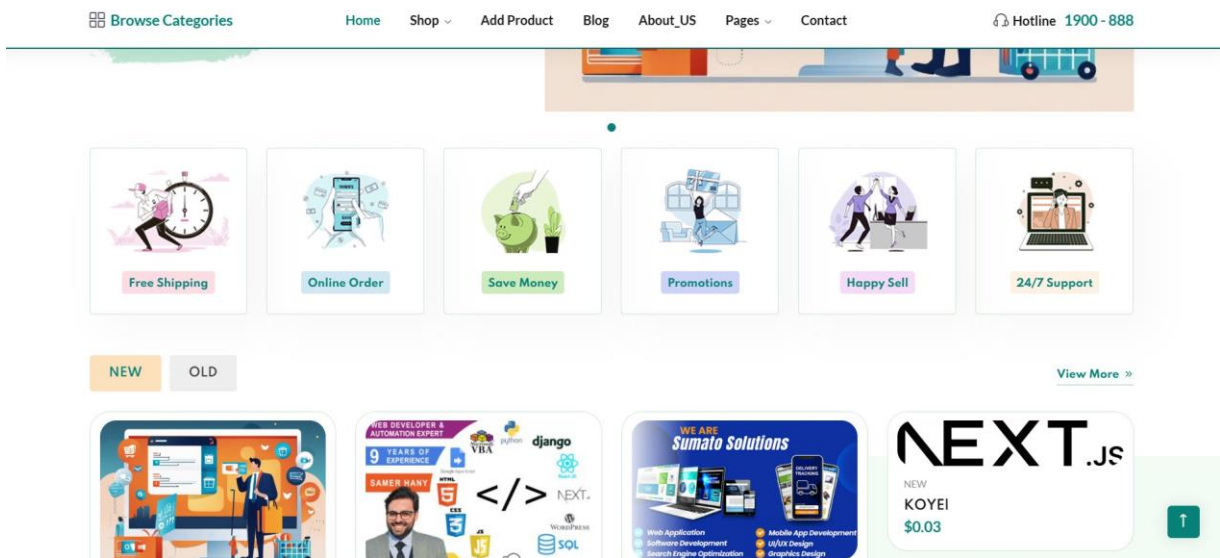 Browse Categories
Home Shop Add Product Blog About_US Pages Contact
Hotline 1900 - 888
Free Shipping
Online Order
Save Money
Promotions
Happy Sell
24/7 Support
NEW OLD
View More »
WEB DEVELOPER &
AUTOMATION EXPERT
9 YEARS OF
EXPERIENCE
SAMER HANY
VBA
python
django
HTML
CSS
JS
</>
NEXT.
WORDPRESS
SQL
WE ARE
Sumato Solutions
DELIVERY
TRACKING
Web Application
Software Development
Search Engine Optimization
Mobile App Development
UI/UX Design
Graphics Design
NEXT.JS
NEW
KOYEI
$0.03